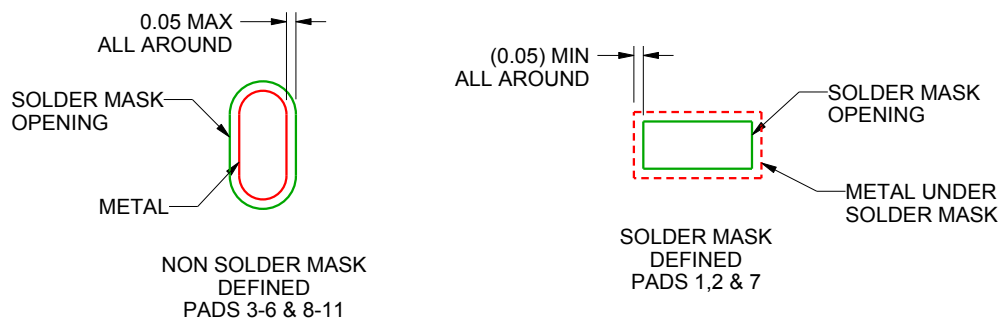 0.05 MAX
ALL AROUND
SOLDER MASK
OPENING
METAL
NON SOLDER MASK
DEFINED
PADS 3-6 & 8-11
(0.05) MIN
ALL AROUND
SOLDER MASK
OPENING
METAL UNDER
SOLDER MASK
SOLDER MASK
DEFINED
PADS 1,2 & 7